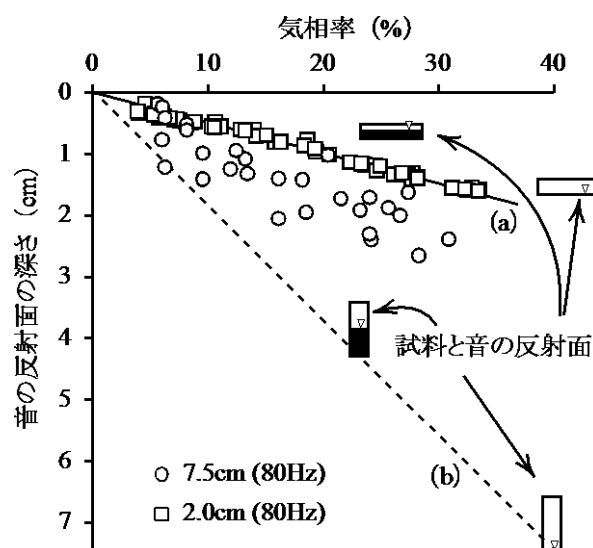 気相率 (%)
0 10 20 30 40
音の反射面の深さ (cm)
0
1
2
3
4
5
6
7
(a)
試料と音の反射面
(b)
7.5cm (80Hz)
2.0cm (80Hz)